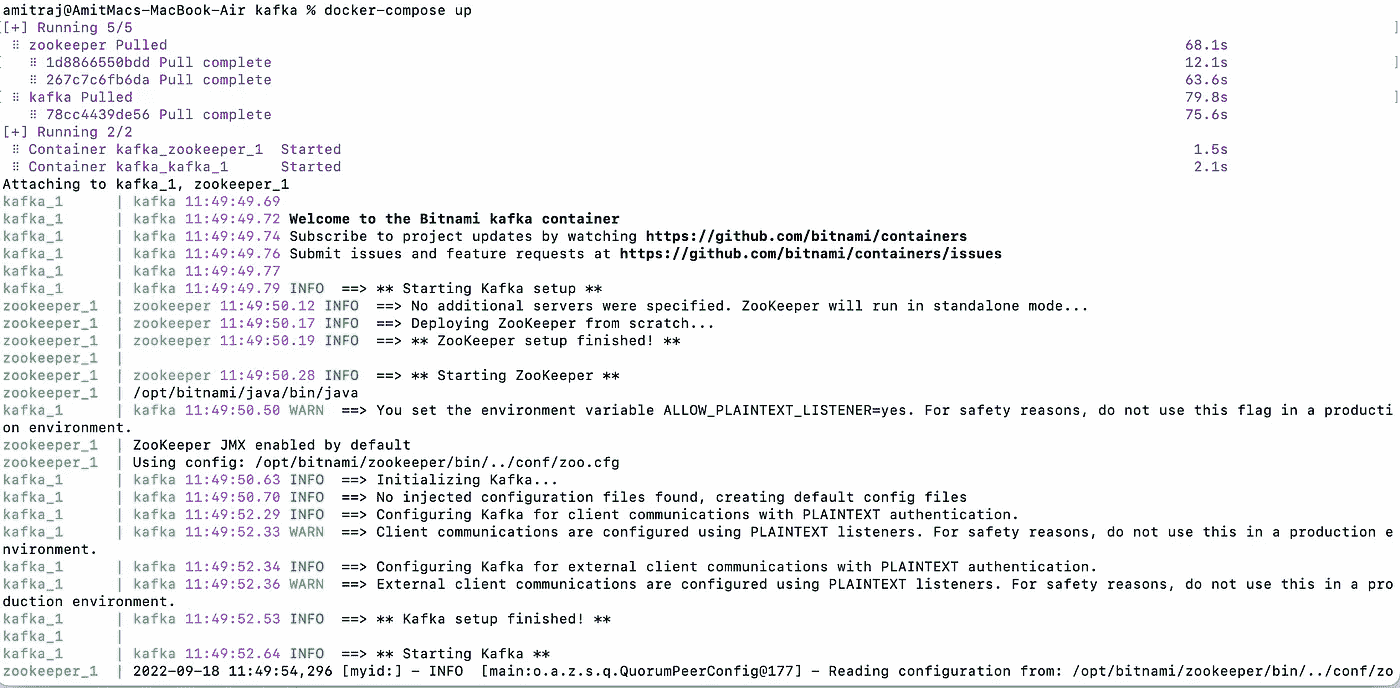 amitraj@AmitMacs-MacBook-Air kafka % docker-compose up
[[+] Running 5/5 ]
⠿ zookeeper Pulled 68.1s
[ ⠿ 1d8866550bdd Pull complete 12.1s ]
⠿ 267c7c6fb6da Pull complete 63.6s
[ ⠿ kafka Pulled 79.8s ]
⠿ 78cc4439de56 Pull complete 75.6s
[+] Running 2/2
⠿ Container kafka_zookeeper_1 Started 1.5s
⠿ Container kafka_kafka_1 Started 2.1s
Attaching to kafka_1, zookeeper_1
kafka_1 | kafka 11:49:49.69
kafka_1 | kafka 11:49:49.72 Welcome to the Bitnami kafka container
kafka_1 | kafka 11:49:49.74 Subscribe to project updates by watching https://github.com/bitnami/containers
kafka_1 | kafka 11:49:49.76 Submit issues and feature requests at https://github.com/bitnami/containers/issues
kafka_1 | kafka 11:49:49.77
kafka_1 | kafka 11:49:49.79 INFO ==> ** Starting Kafka setup **
zookeeper_1 | zookeeper 11:49:50.12 INFO ==> No additional servers were specified. ZooKeeper will run in standalone mode...
zookeeper_1 | zookeeper 11:49:50.17 INFO ==> Deploying ZooKeeper from scratch...
zookeeper_1 | zookeeper 11:49:50.19 INFO ==> ** ZooKeeper setup finished! **
zookeeper_1 |
zookeeper_1 | zookeeper 11:49:50.28 INFO ==> ** Starting ZooKeeper **
zookeeper_1 | /opt/bitnami/java/bin/java
kafka_1 | kafka 11:49:50.50 WARN ==> You set the environment variable ALLOW_PLAINTEXT_LISTENER=yes. For safety reasons, do not use this flag in a producti
on environment.
zookeeper_1 | ZooKeeper JMX enabled by default
zookeeper_1 | Using config: /opt/bitnami/zookeeper/bin/../conf/zoo.cfg
kafka_1 | kafka 11:49:50.63 INFO ==> Initializing Kafka...
kafka_1 | kafka 11:49:50.70 INFO ==> No injected configuration files found, creating default config files
kafka_1 | kafka 11:49:52.29 INFO ==> Configuring Kafka for client communications with PLAINTEXT authentication.
kafka_1 | kafka 11:49:52.33 WARN ==> Client communications are configured using PLAINTEXT listeners. For safety reasons, do not use this in a production e
nvironment.
kafka_1 | kafka 11:49:52.34 INFO ==> Configuring Kafka for external client communications with PLAINTEXT authentication.
kafka_1 | kafka 11:49:52.36 WARN ==> External client communications are configured using PLAINTEXT listeners. For safety reasons, do not use this in a pro
duction environment.
kafka_1 | kafka 11:49:52.53 INFO ==> ** Kafka setup finished! **
kafka_1 |
kafka_1 | kafka 11:49:52.64 INFO ==> ** Starting Kafka **
zookeeper_1 | 2022-09-18 11:49:54,296 [myid:] - INFO [main:o.a.z.s.q.QuorumPeerConfig@177] - Reading configuration from: /opt/bitnami/zookeeper/bin/../conf/zo